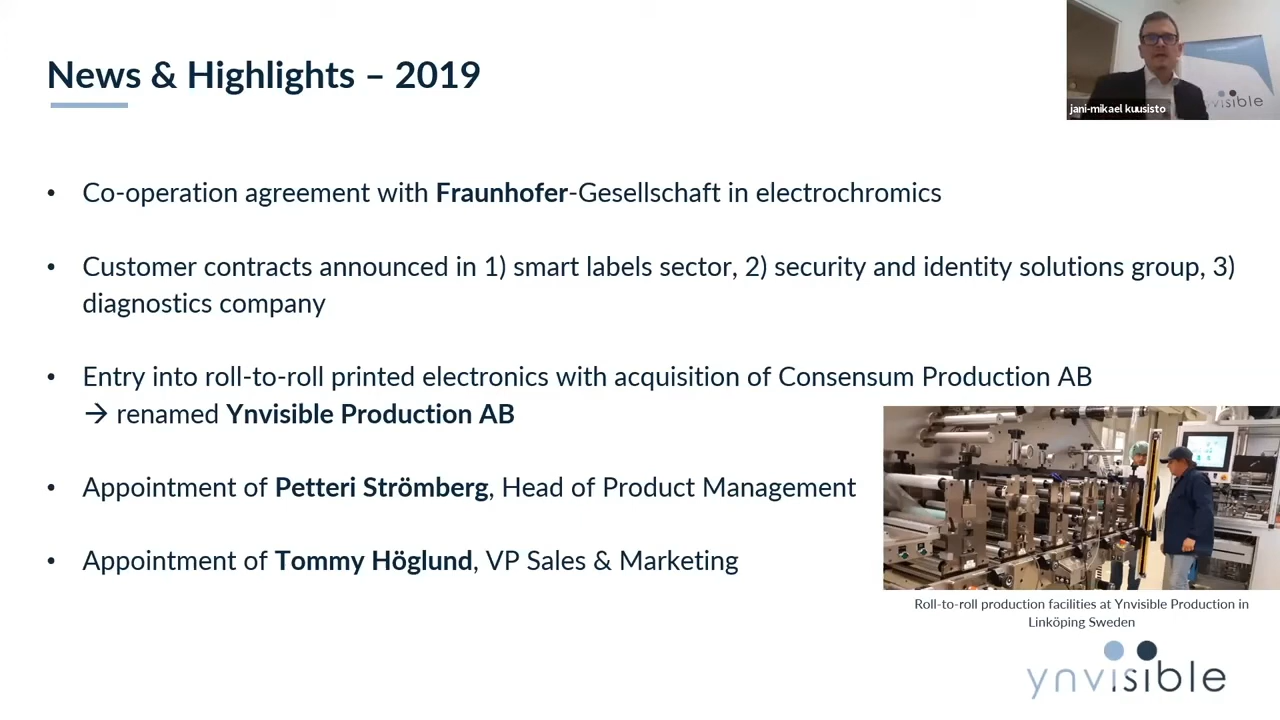 News & Highlights – 2019
jani-mikael kuusisto
visible
• Co-operation agreement with Fraunhofer-Gesellschaft in electrochromics
• Customer contracts announced in 1) smart labels sector, 2) security and identity solutions group, 3)
diagnostics company
• Entry into roll-to-roll printed electronics with acquisition of Consensum Production AB
→ renamed Ynvisible Production AB
• Appointment of Petteri Strömberg, Head of Product Management
• Appointment of Tommy Höglund, VP Sales & Marketing
Roll-to-roll production facilities at Ynvisible Production in
Linköping Sweden
ynvisible